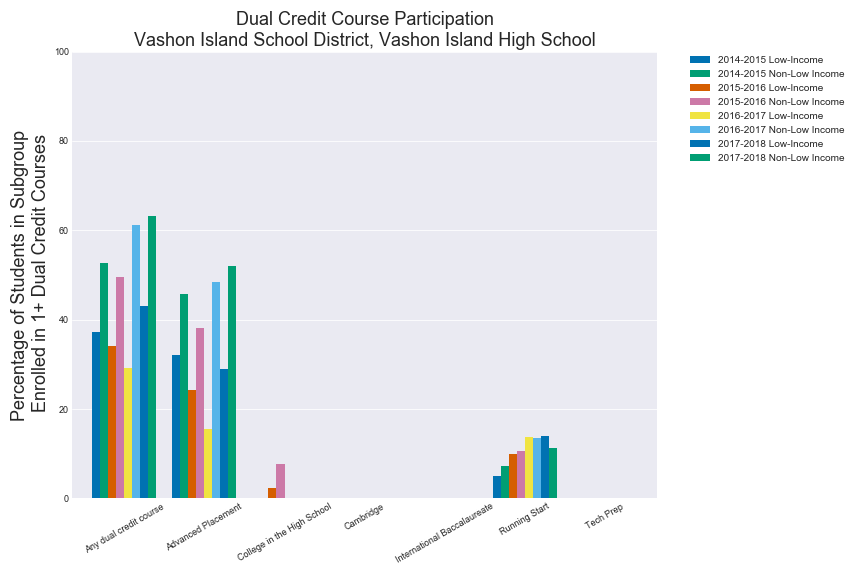 Dual Credit Course Participation
Vashon Island School District, Vashon Island High School
Percentage of Students in Subgroup
Enrolled in 1+ Dual Credit Courses
100
80
60
40
20
0
Any dual credit course
Advanced Placement
College in the High School
Cambridge
International Baccalaureate
Running Start
Tech Prep
2014-2015 Low-Income
2014-2015 Non-Low Income
2015-2016 Low-Income
2015-2016 Non-Low Income
2016-2017 Low-Income
2016-2017 Non-Low Income
2017-2018 Low-Income
2017-2018 Non-Low Income